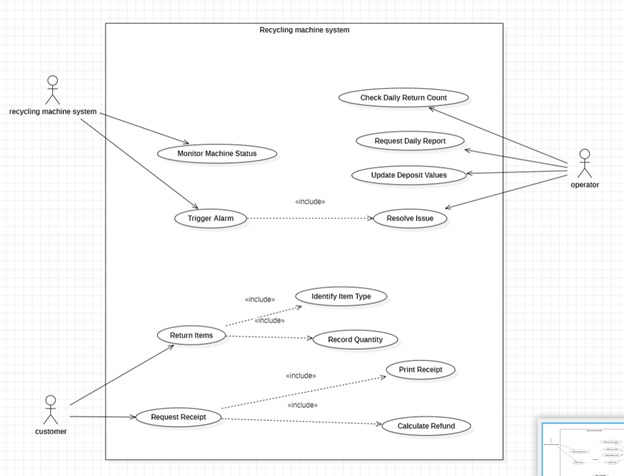 Recycling machine system
Check Daily Return Count
recycling machine system
Request Daily Report
Monitor Machine Status
Update Deposit Values
operator
«include»
Trigger Alarm
Resolve Issue
Identify Item Type
«include»
«include»
Return Items
Record Quantity
Print Receipt
«include»
«include»
Request Receipt
Calculate Refund
customer